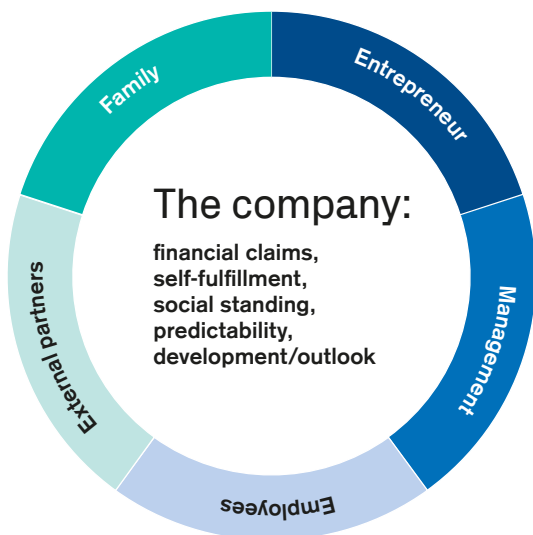 Family
Entrepreneur
The company:
financial claims,
self-fulfillment,
social standing,
predictability,
development/outlook
External partners
Management
Employees